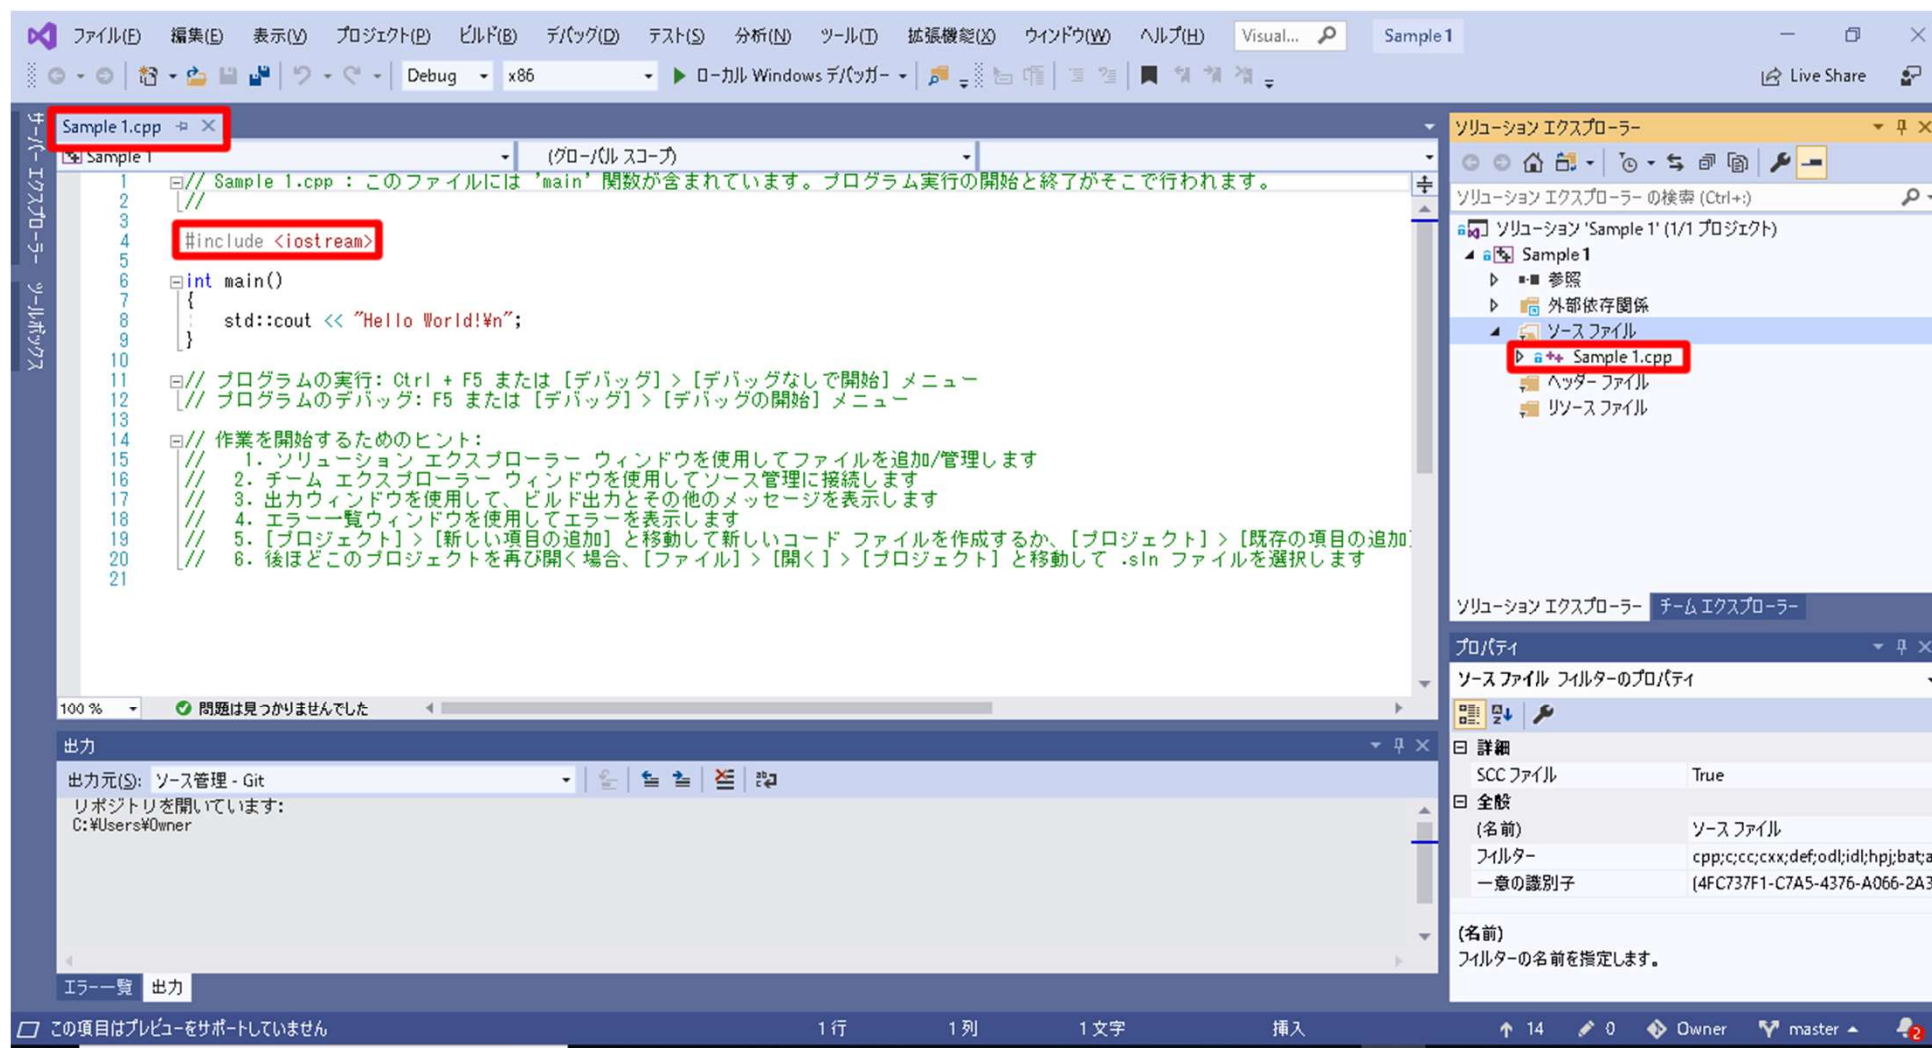 ファイル(F) 編集(E) 表示(V) プロジェクト(P) ビルド(B) デバッグ(D) テスト(S) 分析(N) ツール(T) 拡張機能(X) ウィンドウ(W) ヘルプ(H) Visual... Sample 1
Debug x86 ローカル Windows デバッガー Live Share
サーバー エクスプローラー
ツールボックス
Sample 1.cpp
Sample 1 (グローバル スコープ)
1 // Sample 1.cpp : このファイルには 'main' 関数が含まれています。プログラム実行の開始と終了がそこで行われます。
2 //
3
4 #include <iostream>
5
6 int main()
7 {
8 std::cout << "Hello World!¥n";
9 }
10
11 // プログラムの実行: Ctrl + F5 または [デバッグ] > [デバッグなしで開始] メニュー
12 // プログラムのデバッグ: F5 または [デバッグ] > [デバッグの開始] メニュー
13
14 // 作業を開始するためのヒント:
15 // 1. ソリューション エクスプローラー ウィンドウを使用してファイルを追加/管理します
16 // 2. チーム エクスプローラー ウィンドウを使用してソース管理に接続します
17 // 3. 出力ウィンドウを使用して、ビルド出力とその他のメッセージを表示します
18 // 4. エラー一覧ウィンドウを使用してエラーを表示します
19 // 5. [プロジェクト] > [新しい項目の追加] と移動して新しいコード ファイルを作成するか、[プロジェクト] > [既存の項目の追加]
20 // 6. 後ほどこのプロジェクトを再び開く場合、[ファイル] > [開く] > [プロジェクト] と移動して .sln ファイルを選択します
21
100 % 問題は見つかりませんでした
出力
出力元(S): ソース管理 - Git
リポジトリを開いています:
C:¥Users¥Owner
エラー一覧 出力
ソリューション エクスプローラー
ソリューション エクスプローラー の検索 (Ctrl+:)
ソリューション 'Sample 1' (1/1 プロジェクト)
Sample 1
参照
外部依存関係
ソース ファイル
Sample 1.cpp
ヘッダー ファイル
リソース ファイル
ソリューション エクスプローラー チーム エクスプローラー
プロパティ
ソース ファイル フィルターのプロパティ
詳細
SCC ファイル True
全般
(名前) ソース ファイル
フィルター cpp;c;cc;cxx;def;odl;idl;hpj;bat;a
一意の識別子 {4FC737F1-C7A5-4376-A066-2A3
(名前)
フィルターの名前を指定します。
この項目はプレビューをサポートしていません 1 行 1 列 1 文字 挿入 14 0 Owner master 2